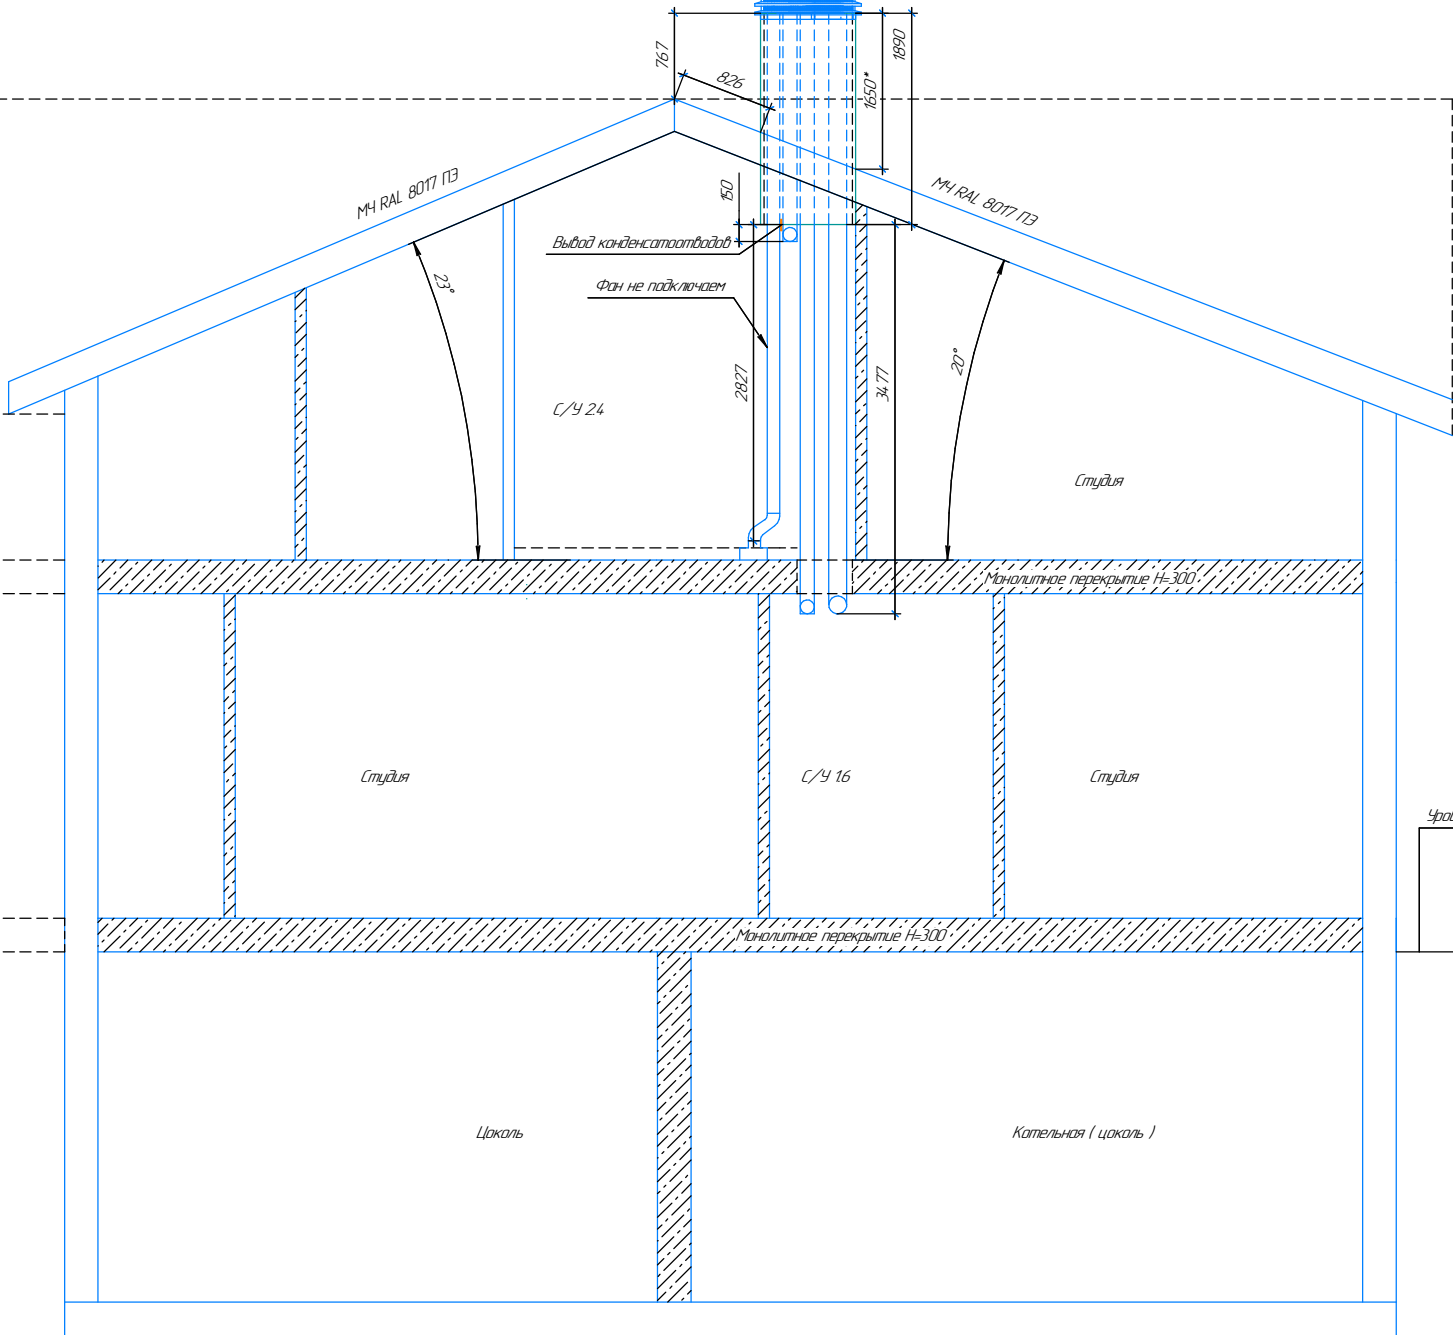 767
826
1650*
1890
МЧ RAL 8017 ПЭ
МЧ RAL 8017 ПЭ
150
Вывод конденсатоотводов
Фан не подключаем
23°
20°
2827
3477
С/У 2.4
Студия
Монолитное перекрытие Н=300
Студия
С/У 1.6
Студия
Монолитное перекрытие Н=300
Цоколь
Котельная ( цоколь )